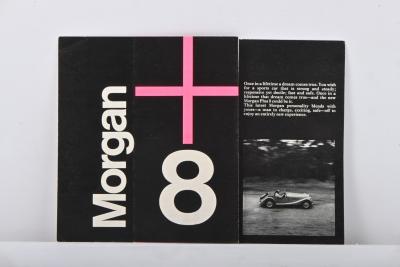 Morgan
+
8
Once in a lifetime a dream comes true. You wish
for a sports car that is strong and steady;
responsive yet docile; fast and safe. Once in a
lifetime that dream comes true—and the new
Morgan Plus 8 could be it.
This latest Morgan personality blends with
yours—a man in charge, exciting, safe—off to
enjoy an entirely new experience.